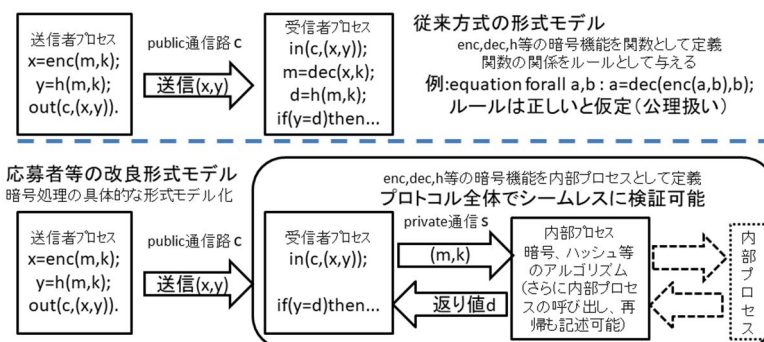 送信者プロセス
x=enc(m,k);
y=h(m,k);
out(c,(x,y)).
public通信路 c
送信(x,y)
受信者プロセス
in(c,(x,y));
m=dec(x,k);
d=h(m,k);
if(y=d)then...
従来方式の形式モデル
enc,dec,h等の暗号機能を関数として定義
関数の関係をルールとして与える
例:equation forall a,b : a=dec(enc(a,b),b);
ルールは正しいと仮定(公理扱い)
応募者等の改良形式モデル
暗号処理の具体的な形式モデル化
送信者プロセス
x=enc(m,k);
y=h(m,k);
out(c,(x,y)).
public通信路 c
送信(x,y)
enc,dec,h等の暗号機能を内部プロセスとして定義
プロトコル全体でシームレスに検証可能
受信者プロセス
in(c,(x,y));
if(y=d)then...
private通信 s
(m,k)
返り値d
内部プロセス
暗号、ハッシュ等
のアルゴリズム
(さらに内部プロセ
スの呼び出し、再
帰も記述可能)
内部プロセス